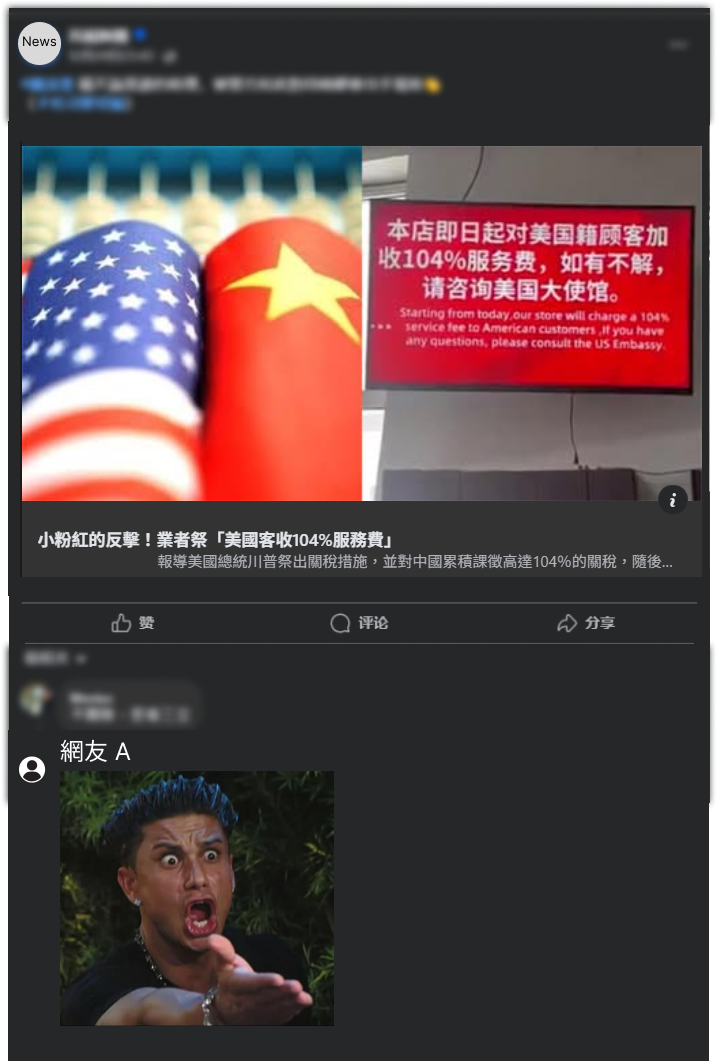 News
本店即日起对美国籍顾客加
收104%服务费，如有不解，
请咨询美国大使馆。
Starting from today,our store will charge a 104%
service fee to American customers ,If you have
any questions, please consult the US Embassy.
小粉紅的反擊！業者祭「美國客收104%服務費」
報導美國總統川普祭出關稅措施，並對中國累積課徵高達104%的關稅，隨後...
赞
评论
分享
網友 A